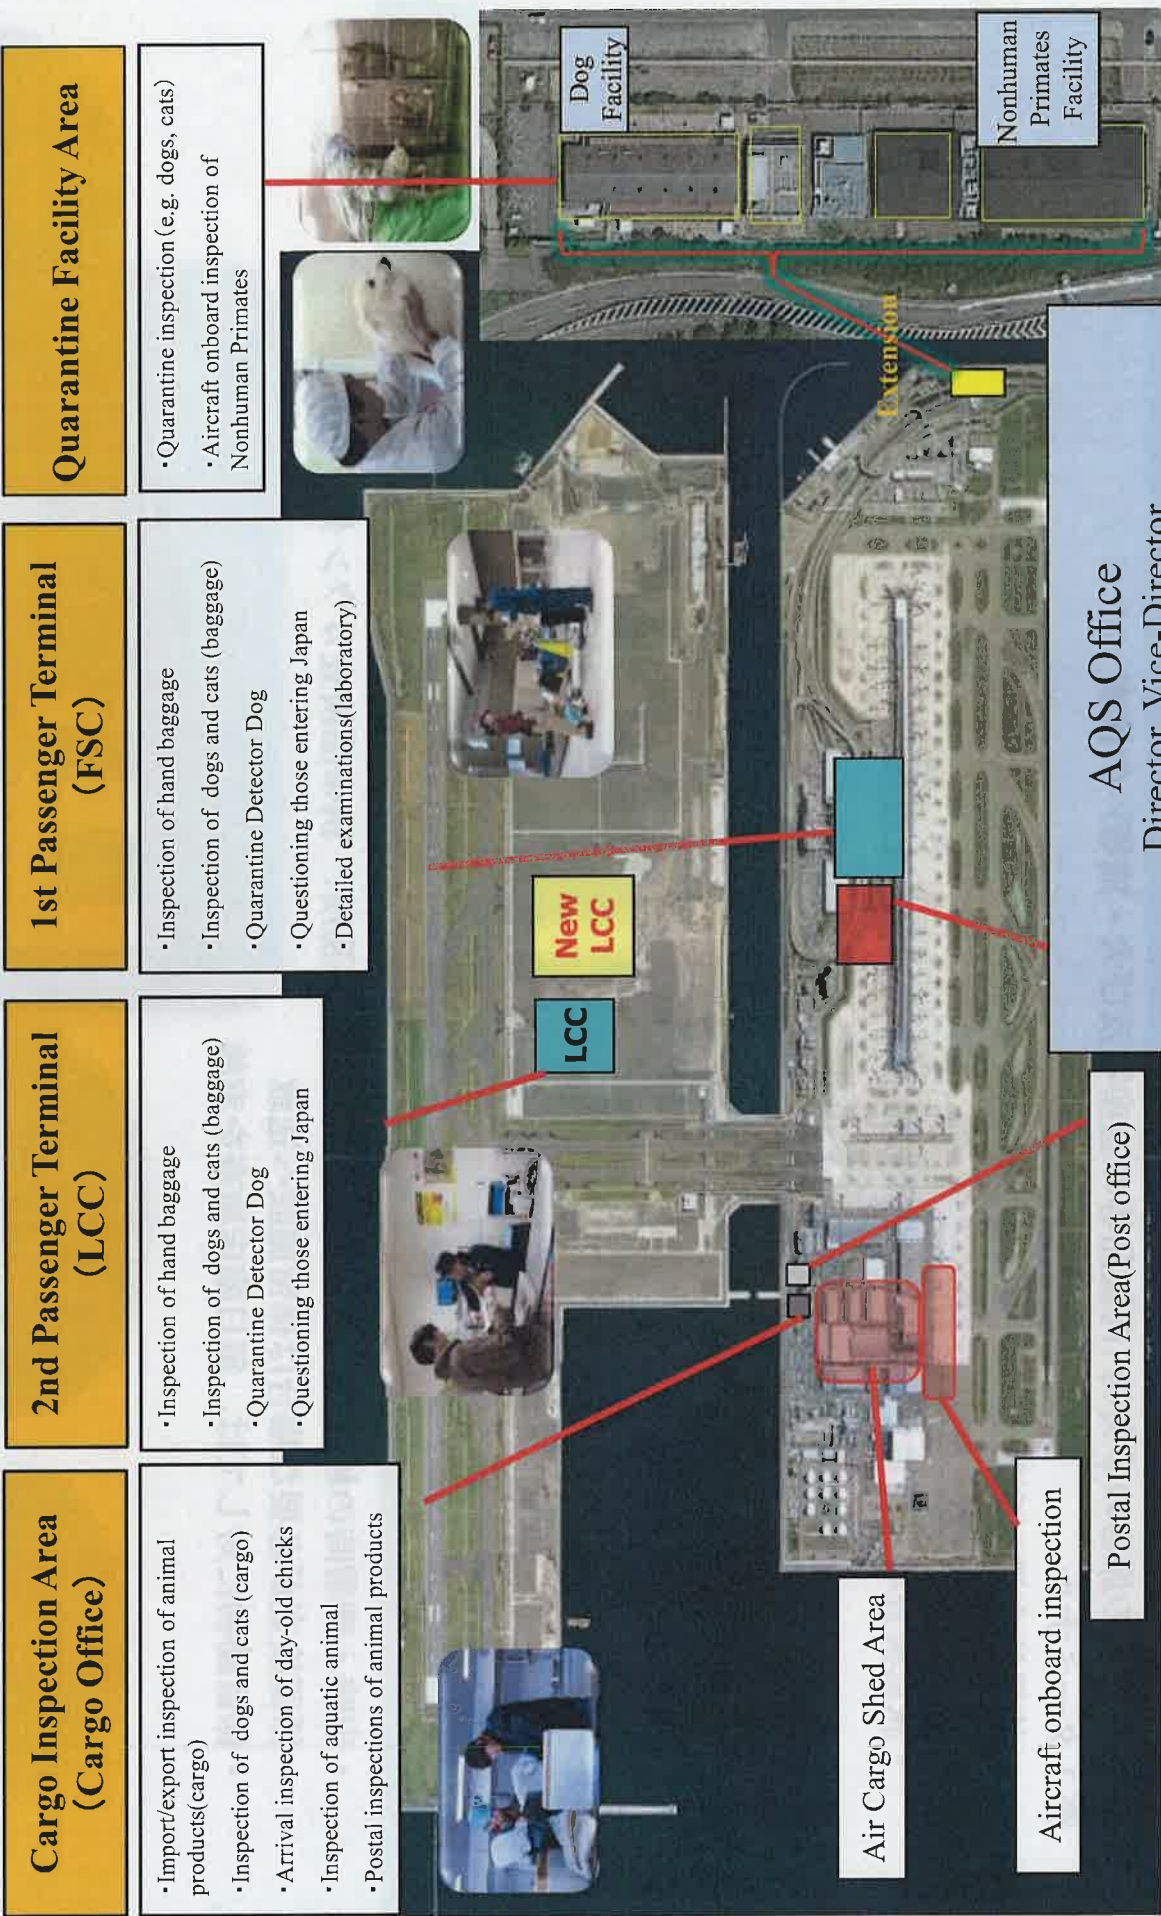 Cargo Inspection Area
(Cargo Office)
・Import/export inspection of animal
products(cargo)
・Inspection of dogs and cats (cargo)
・Arrival inspection of day-old chicks
・Inspection of aquatic animal
・Postal inspections of animal products
2nd Passenger Terminal
(LCC)
・Inspection of hand baggage
・Inspection of dogs and cats (baggage)
・Quarantine Detector Dog
・Questioning those entering Japan
1st Passenger Terminal
(FSC)
・Inspection of hand baggage
・Inspection of dogs and cats (baggage)
・Quarantine Detector Dog
・Questioning those entering Japan
・Detailed examinations(laboratory)
Quarantine Facility Area
・Quarantine inspection (e.g. dogs, cats)
・Aircraft onboard inspection of
Nonhuman Primates
Dog
Facility
Nonhuman
Primates
Facility
Extension
LCC
New
LCC
Air Cargo Shed Area
Aircraft onboard inspection
Postal Inspection Area(Post office)
AQS Office
Director, Vice-Director